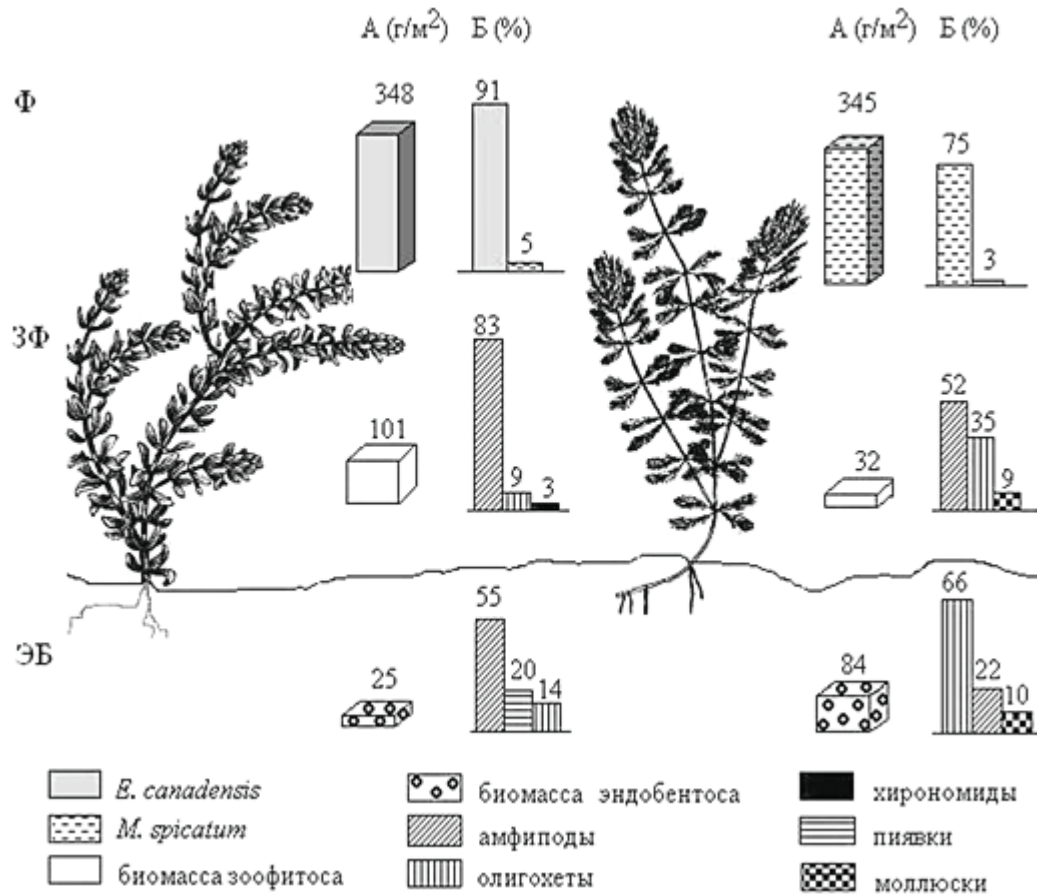 А (г/м²) Б (%) А (г/м²) Б (%)
Ф 348 91 5 345 75 3
ЗФ 101 83 9 3 32 52 35 9
ЭБ 25 55 20 14 84 66 22 10
E. canadensis биомасса эндобентоса хирономиды
M. spicatum амфиподы пиявки
биомасса зоофитоса олигохеты моллюски